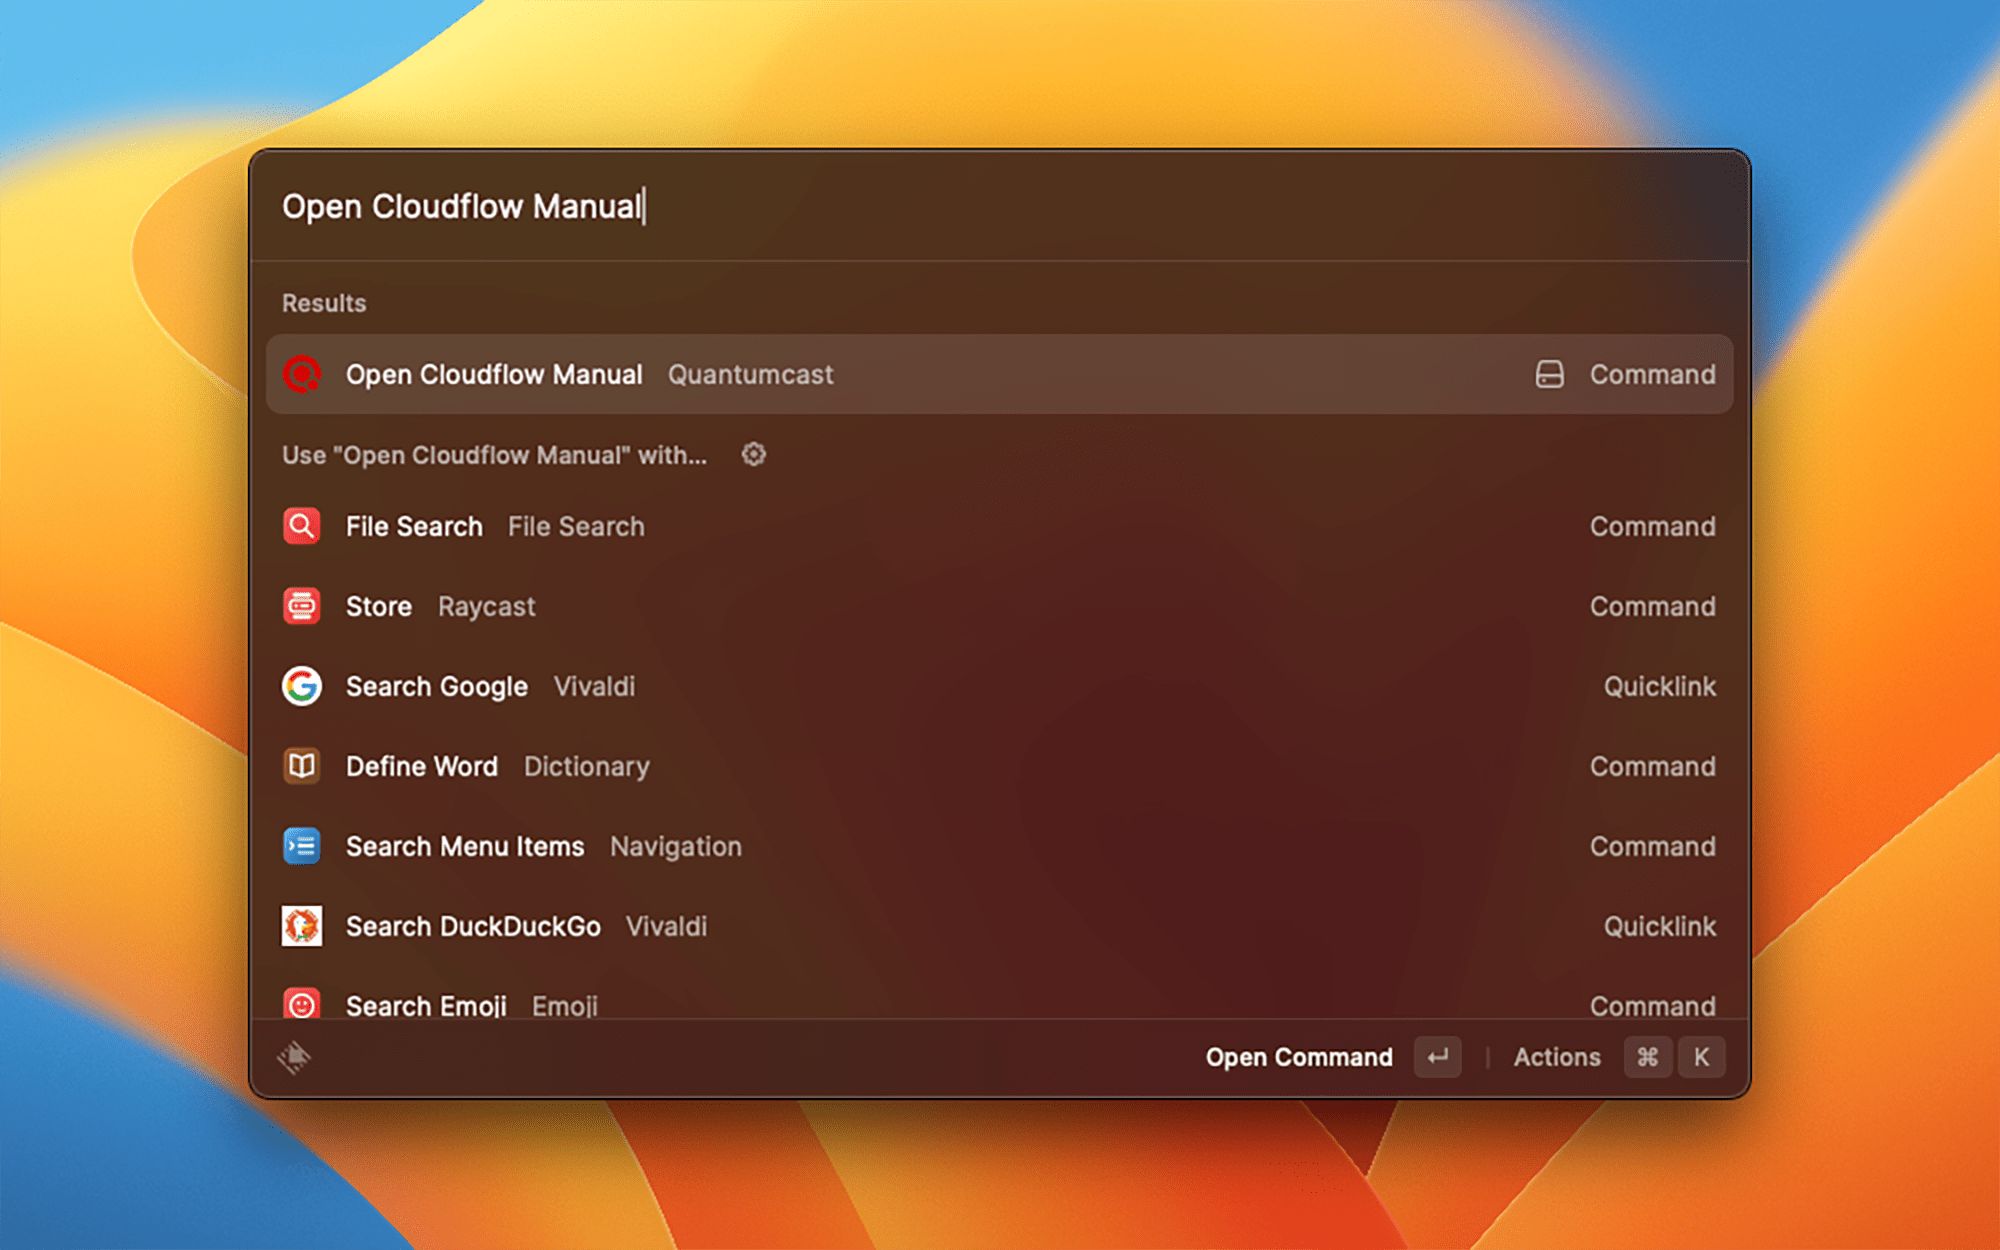 Open Cloudflow Manual
Results
Open Cloudflow Manual Quantumcast Command
Use "Open Cloudflow Manual" with...
File Search File Search Command
Store Raycast Command
Search Google Vivaldi Quicklink
Define Word Dictionary Command
Search Menu Items Navigation Command
Search DuckDuckGo Vivaldi Quicklink
Search Emoji Emoji Command
Open Command ↵ | Actions ⌘ K